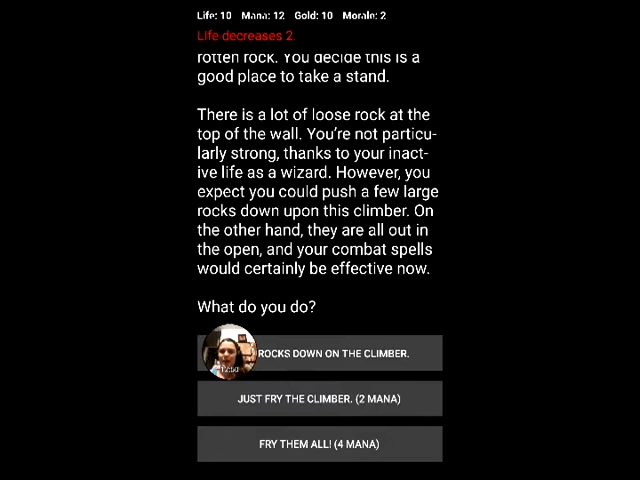 Life: 10 Mana: 12 Gold: 10 Morale: 2
Life decreases 2.
rotten rock. You decide this is a
good place to take a stand.
There is a lot of loose rock at the
top of the wall. You're not particu-
larly strong, thanks to your inact-
ive life as a wizard. However, you
expect you could push a few large
rocks down upon this climber. On
the other hand, they are all out in
the open, and your combat spells
would certainly be effective now.
What do you do?
ROCKS DOWN ON THE CLIMBER.
JUST FRY THE CLIMBER. (2 MANA)
FRY THEM ALL! (4 MANA)